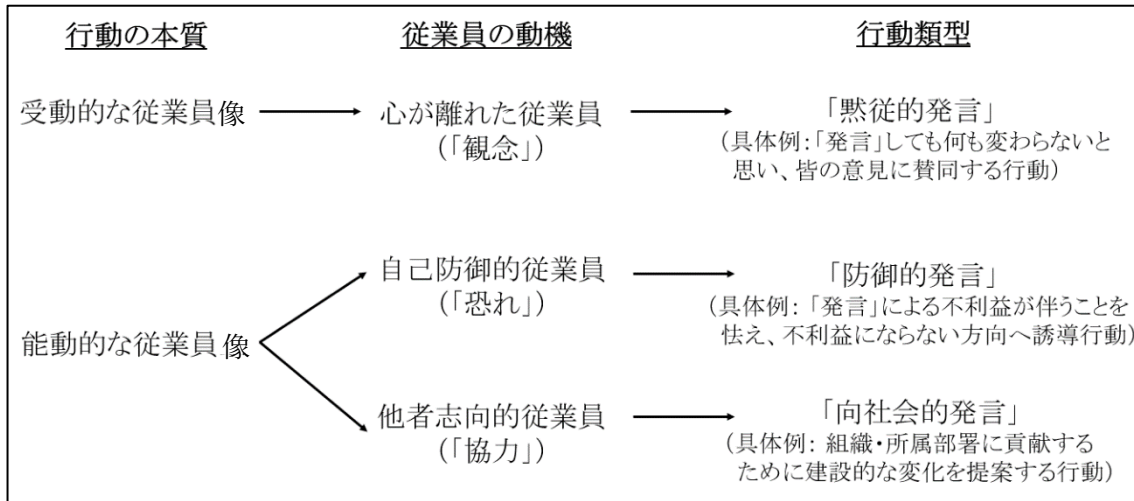 行動の本質
従業員の動機
行動類型
受動的な従業員像
心が離れた従業員
(「観念」)
「黙従的発言」
(具体例:「発言」しても何も変わらないと
思い、皆の意見に賛同する行動)
能動的な従業員像
自己防御的従業員
(「恐れ」)
「防御的発言」
(具体例: 「発言」による不利益が伴うことを
怯え、不利益にならない方向へ誘導行動)
他者志向的従業員
(「協力」)
「向社会的発言」
(具体例: 組織・所属部署に貢献する
ために建設的な変化を提案する行動)